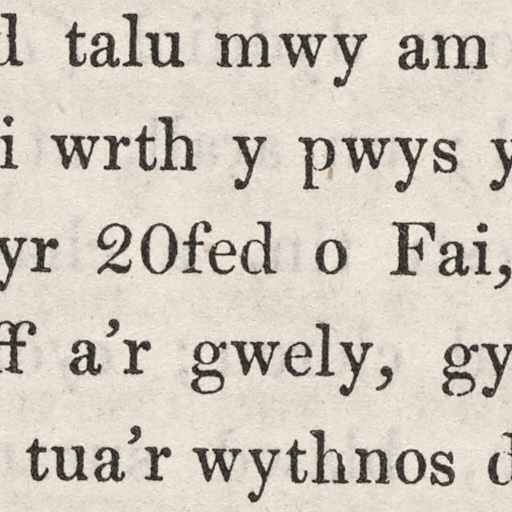 d talu mwy am
i wrth y pwys y
yr 20fed o Fai,
ff a'r gwely, gy
tua'r wythnos d